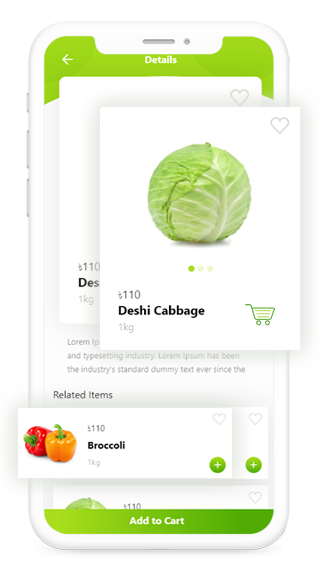 Details
৳110
Des
1kg
৳110
Deshi Cabbage
1kg
Lorem Ip
and typesetting industry. Lorem Ipsum has been
the industry's standard dummy text ever since the
Related Items
৳110
Broccoli
1kg
৳110
Add to Cart